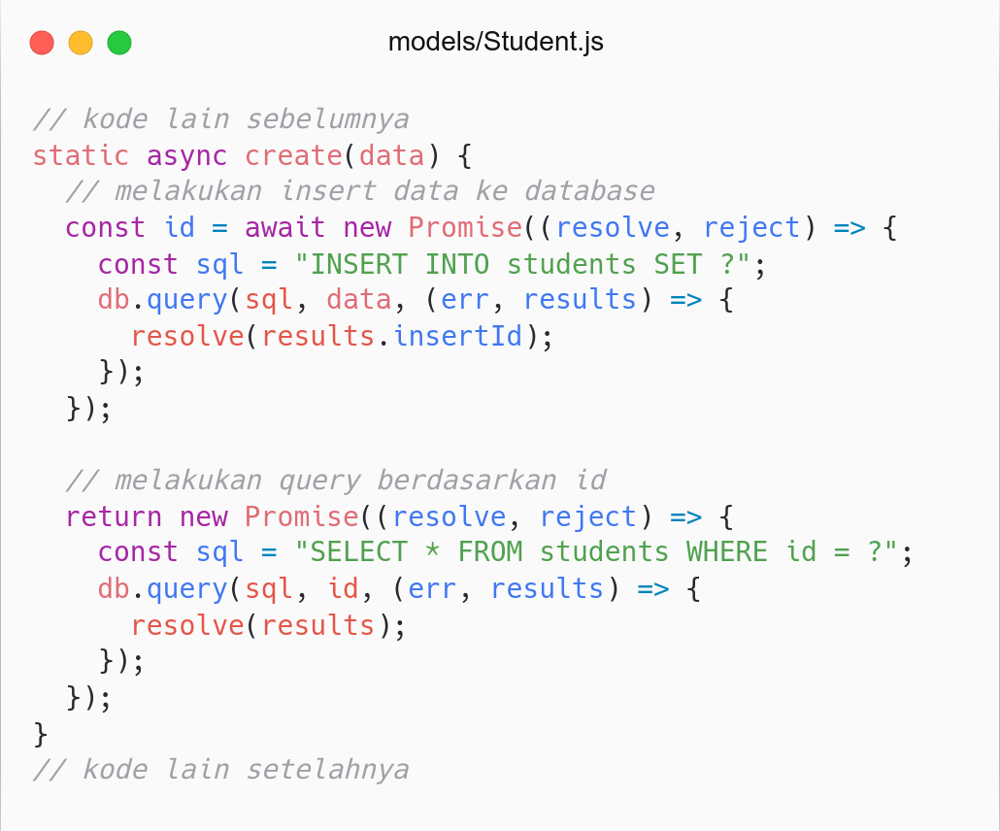 models/Student.js
// kode lain sebelumnya
static async create(data) {
  // melakukan insert data ke database
  const id = await new Promise((resolve, reject) => {
    const sql = "INSERT INTO students SET ?";
    db.query(sql, data, (err, results) => {
      resolve(results.insertId);
    });
  });

  // melakukan query berdasarkan id
  return new Promise((resolve, reject) => {
    const sql = "SELECT * FROM students WHERE id = ?";
    db.query(sql, id, (err, results) => {
      resolve(results);
    });
  });
}
// kode lain setelahnya